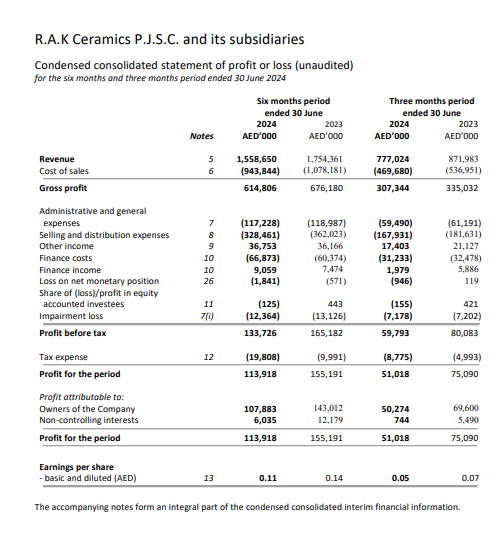 R.A.K Ceramics P.J.S.C. and its subsidiaries
Condensed consolidated statement of profit or loss (unaudited)
for the six months and three months period ended 30 June 2024
Six months period Three months period
ended 30 June ended 30 June
2024 2023 2024 2023
Notes AED'000 AED'000 AED'000 AED'000
Revenue 5 1,558,650 1,754,361 777,024 871,983
Cost of sales 6 (943,844) (1,078,181) (469,680) (536,951)
Gross profit 614,806 676,180 307,344 335,032
Administrative and general
expenses 7 (117,228) (118,987) (59,490) (61,191)
Selling and distribution expenses 8 (328,461) (362,023) (167,931) (181,631)
Other income 9 36,753 36,166 17,403 21,127
Finance costs 10 (66,873) (60,374) (31,233) (32,478)
Finance income 10 9,059 7,474 1,979 5,886
Loss on net monetary position 26 (1,841) (571) (946) 119
Share of (loss)/profit in equity
accounted investees 11 (125) 443 (155) 421
Impairment loss 7(i) (12,364) (13,126) (7,178) (7,202)
Profit before tax 133,726 165,182 59,793 80,083
Tax expense 12 (19,808) (9,991) (8,775) (4,993)
Profit for the period 113,918 155,191 51,018 75,090
Profit attributable to:
Owners of the Company 107,883 143,012 50,274 69,600
Non-controlling interests 6,035 12,179 744 5,490
Profit for the period 113,918 155,191 51,018 75,090
Earnings per share
- basic and diluted (AED) 13 0.11 0.14 0.05 0.07
The accompanying notes form an integral part of the condensed consolidated interim financial information.